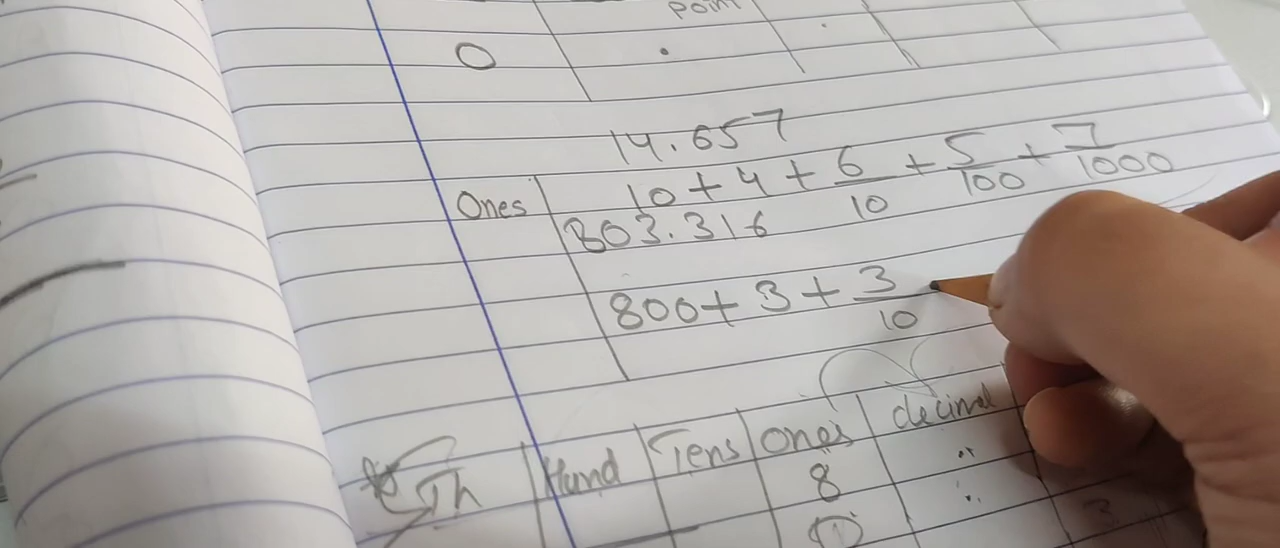 point
0 .
14.657
Ones 10 + 4 + 6/10 + 5/100 + 7/1000
803.316
800 + 3 + 3/10
Th Hund Tens Ones decimal
8